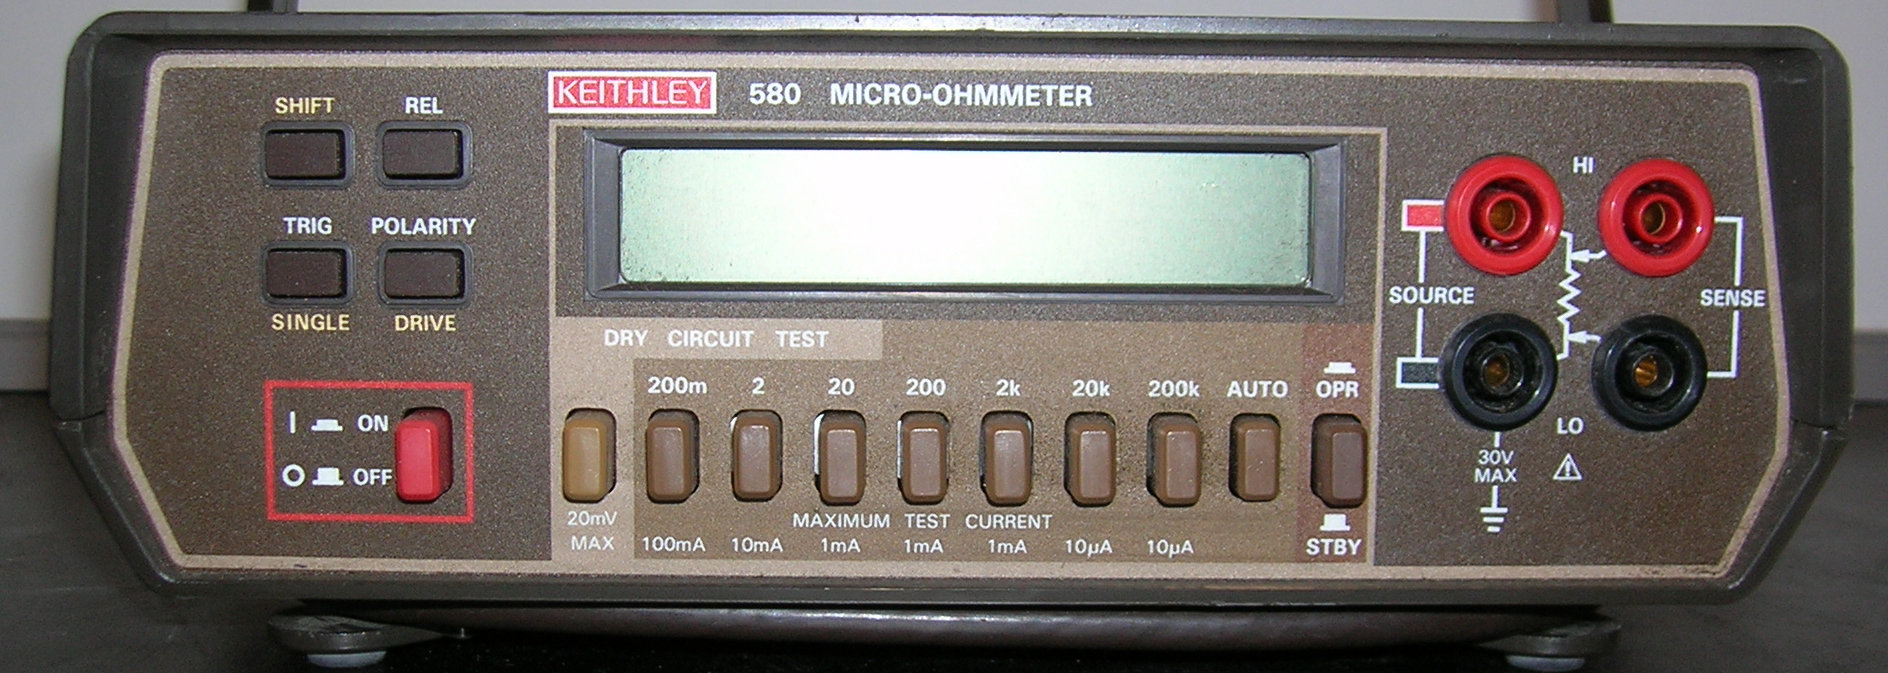 KEITHLEY 580 MICRO-OHMMETER
SHIFT REL
TRIG POLARITY
SINGLE DRIVE
I ON
O OFF
DRY CIRCUIT TEST
200m 2 20 200 2k 20k 200k AUTO OPR
20mV MAX
MAXIMUM TEST CURRENT
100mA 10mA 1mA 1mA 1mA 10µA 10µA
STBY
HI
SOURCE SENSE
LO
30V
MAX